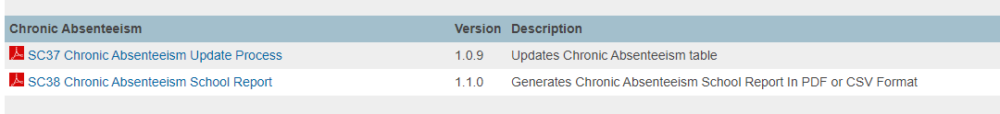 Chronic Absenteeism Version Description
SC37 Chronic Absenteeism Update Process 1.0.9 Updates Chronic Absenteeism table
SC38 Chronic Absenteeism School Report 1.1.0 Generates Chronic Absenteeism School Report In PDF or CSV Format